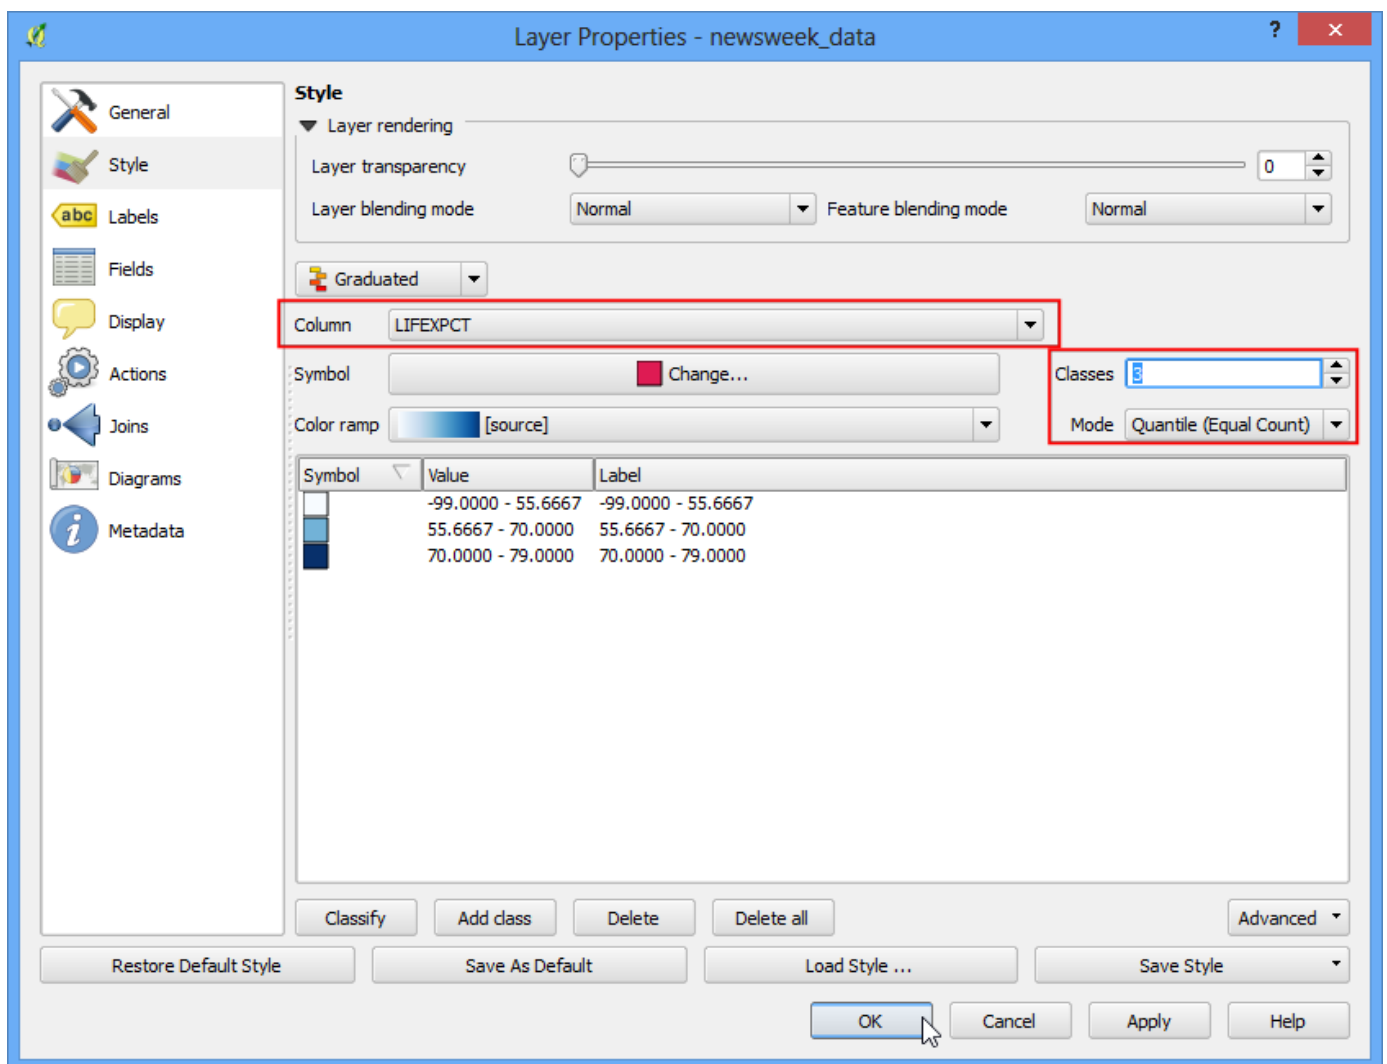 Layer Properties - newsweek_data
?
General
Style
abc Labels
Fields
Display
Actions
Joins
Diagrams
i Metadata
Style
Layer rendering
Layer transparency 0
Layer blending mode Normal Feature blending mode Normal
Graduated
Column LIFEXPCT
Symbol Change... Classes 3
Color ramp [source] Mode Quantile (Equal Count)
Symbol Value Label
-99.0000 - 55.6667 -99.0000 - 55.6667
55.6667 - 70.0000 55.6667 - 70.0000
70.0000 - 79.0000 70.0000 - 79.0000
Classify Add class Delete Delete all Advanced
Restore Default Style Save As Default Load Style ... Save Style
OK Cancel Apply Help